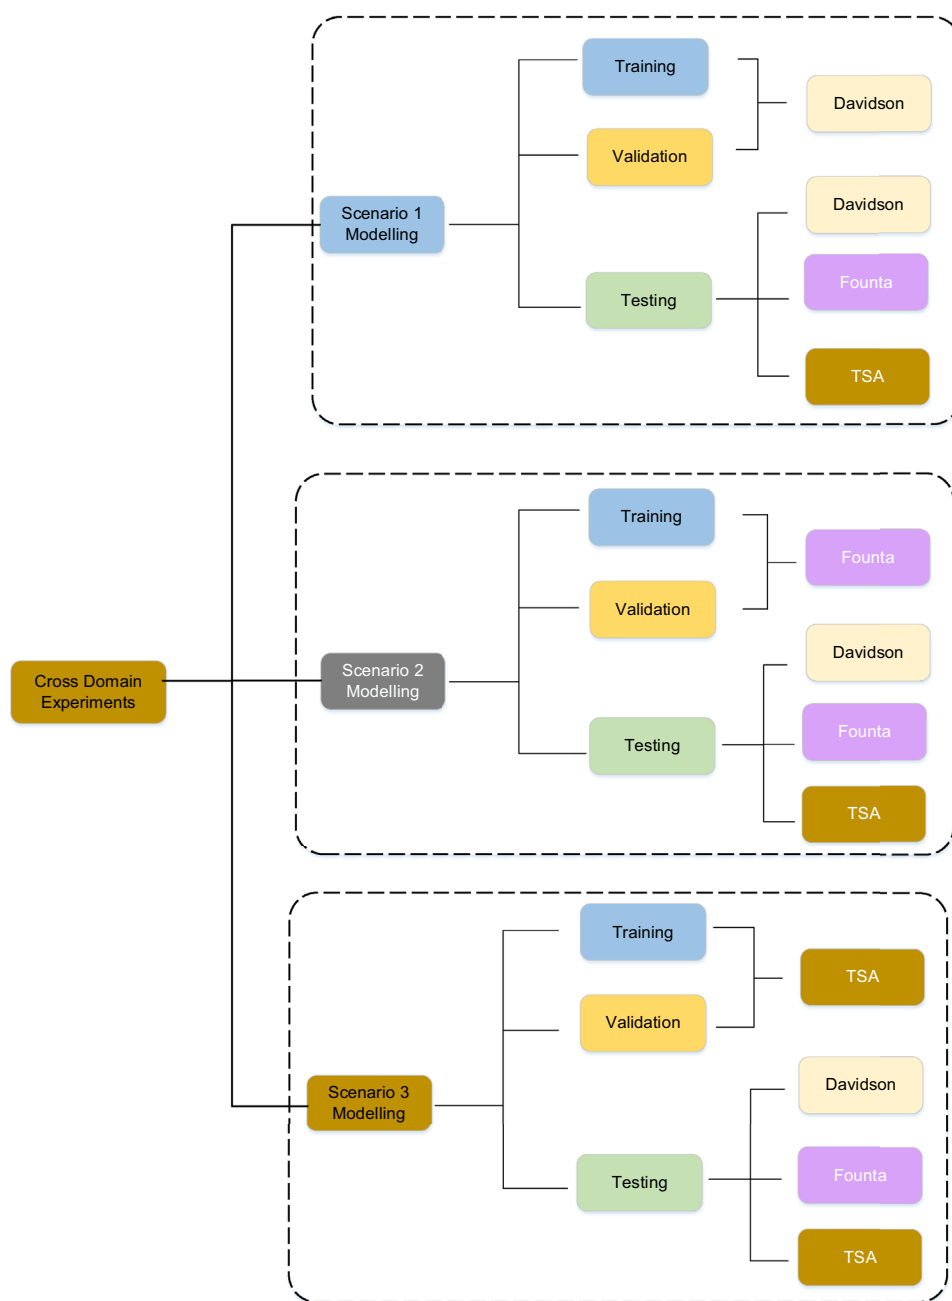 Cross Domain
Experiments
Scenario 1
Modelling
Training
Validation
Davidson
Testing
Davidson
Founta
TSA
Scenario 2
Modelling
Training
Validation
Founta
Testing
Davidson
Founta
TSA
Scenario 3
Modelling
Training
Validation
TSA
Testing
Davidson
Founta
TSA